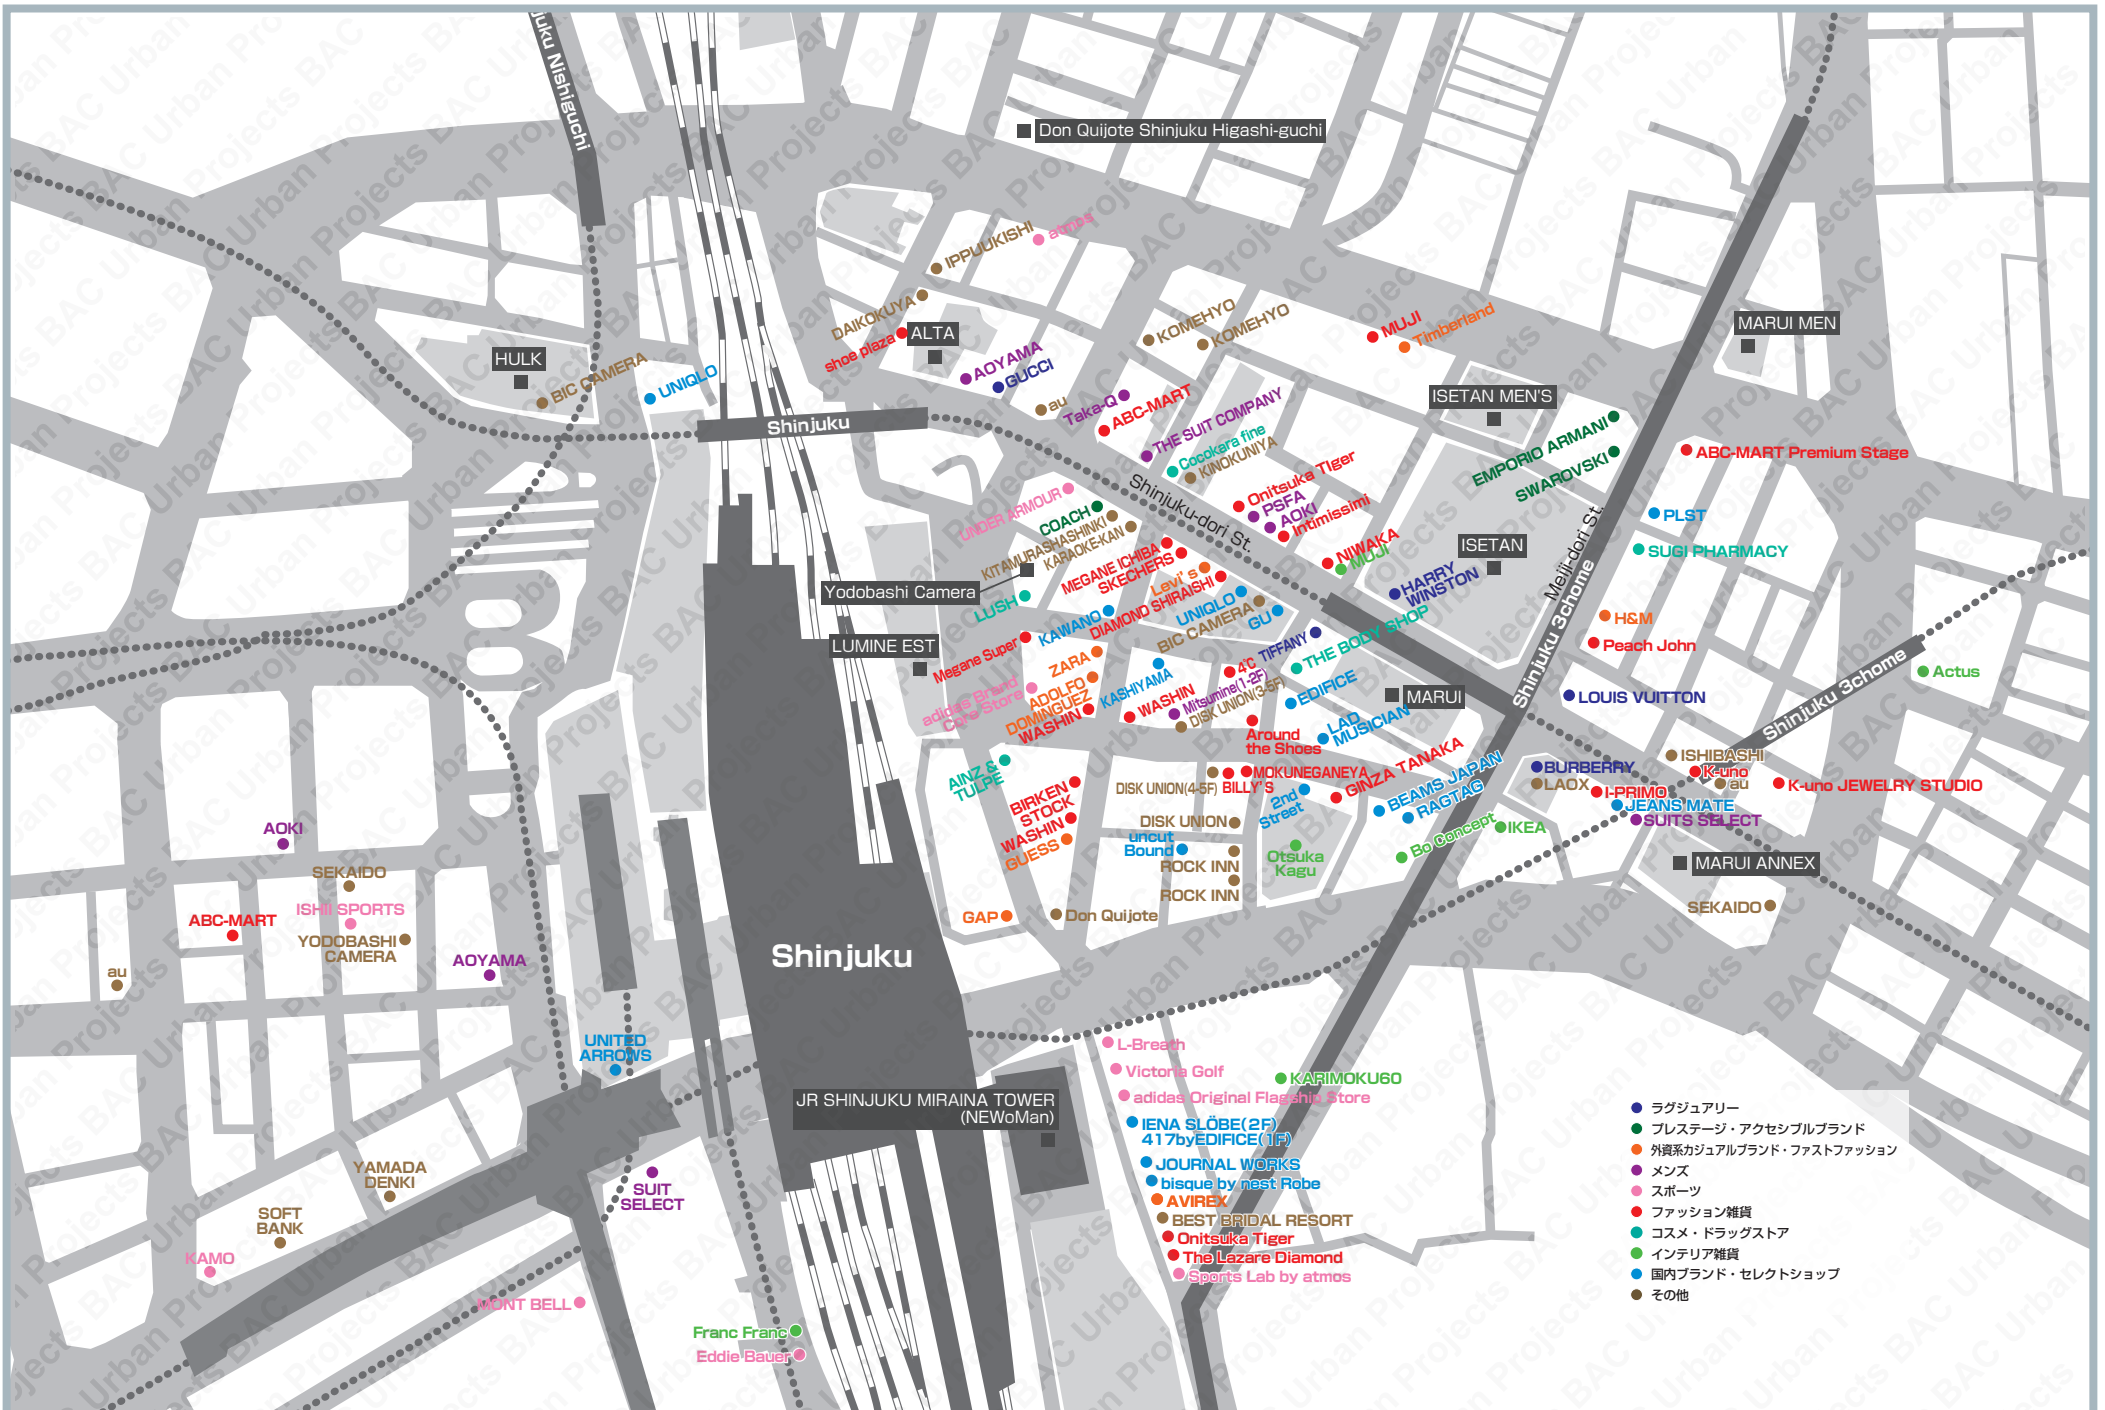 Shinjuku Nishiguchi
Don Quijote Shinjuku Higashi-guchi
IPPUUKISHI
atmos
DAIKOKUYA
shoe plaza
ALTA
AOYAMA
GUCCI
au
KOMEHYO
KOMEHYO
MUJI
Timberland
MARUI MEN
HULK
BIC CAMERA
UNIQLO
Shinjuku
Taka-Q
ABC-MART
THE SUIT COMPANY
Cocokara fine
KINOKUNIYA
ISETAN MEN'S
EMPORIO ARMANI
SWAROVSKI
ABC-MART Premium Stage
PLST
SUGI PHARMACY
Shinjuku-dori St.
Onitsuka TIger
PSFA
AOKI
Intimissimi
NIWAKA
MUJI
ISETAN
HARRY
WINSTON
Meiji-dori St.
Shinjuku 3chome
UNDER ARMOUR
COACH
KITAMURASHASHINKI
KARAOKE-KAN
MEGANE ICHIBA
SKECHERS
Yodobashi Camera
LUSH
Levi's
DIAMOND SHIRAISHI
KAWANO
UNIQLO
BIC CAMERA
GU
TIFFANY
THE BODY SHOP
LUMINE EST
Megane Super
ZARA
ADOLFO
DOMINGUEZ
WASHIN
adidas Brand
Core Store
KASHIYAMA
WASHIN
4℃
Mitsumine(1-2F)
DISK UNION(3-5F)
EDIFICE
MARUI
LAD
MUSICIAN
Around
the Shoes
H&M
Peach John
LOUIS VUITTON
Shinjuku 3chome
Actus
AINZ &
TULPE
BIRKEN
STOCK
WASHIN
GUESS
DISK UNION(4-5F)
BILLY'S
MOKUNEGANEYA
GINZA TANAKA
2nd
Street
BEAMS JAPAN
RAGTAG
BURBERRY
LAOX
I-PRIMO
JEANS MATE
SUITS SELECT
ISHIBASHI
K-uno
au
K-uno JEWELRY STUDIO
DISK UNION
uncut
Bound
ROCK INN
ROCK INN
Otsuka
Kagu
Bo Concept
IKEA
MARUI ANNEX
SEKAIDO
GAP
Don Quijote
Shinjuku
AOKI
SEKAIDO
ISHII SPORTS
ABC-MART
YODOBASHI
CAMERA
AOYAMA
au
UNITED
ARROWS
JR SHINJUKU MIRAINA TOWER
(NEWoMan)
L-Breath
Victoria Golf
adidas Original Flagship Store
KARIMOKU60
IENA SLÖBE(2F)
417byEDIFICE(1F)
JOURNAL WORKS
bisque by nest Robe
AVIREX
BEST BRIDAL RESORT
Onitsuka Tiger
The Lazare Diamond
Sports Lab by atmos
YAMADA
DENKI
SOFT
BANK
KAMO
SUIT
SELECT
MONT BELL
Franc Franc
Eddie Bauer
ラグジュアリー
プレステージ・アクセシブルブランド
外資系カジュアルブランド・ファストファッション
メンズ
スポーツ
ファッション雑貨
コスメ・ドラッグストア
インテリア雑貨
国内ブランド・セレクトショップ
その他
BAC Urban Projects